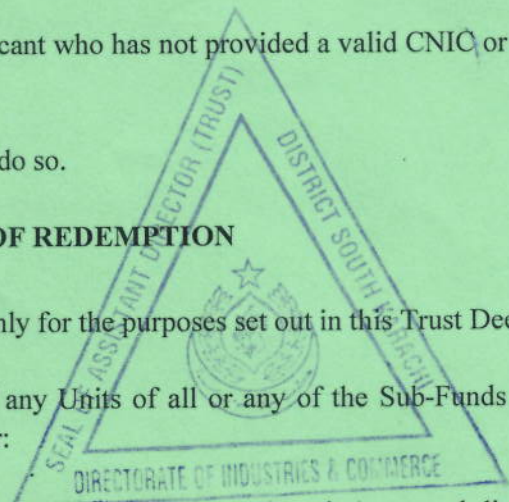 icant who has not provided a valid CNIC or
do so.
OF REDEMPTION
nly for the purposes set out in this Trust Dee
any Units of all or any of the Sub-Funds
r:
SEAL OF ASSISTANT DIRECTOR (TRUST)
DISTRICT SOUTH KARACHI
DIRECTORATE OF INDUSTRIES & COMMERCE